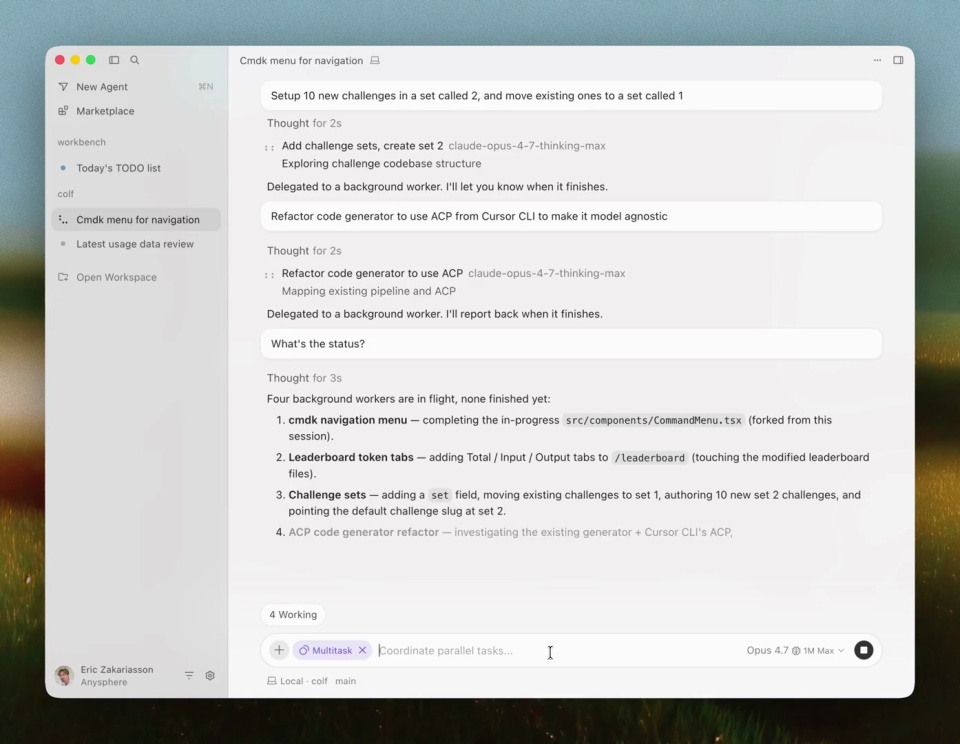 New Agent ⌘N
Marketplace
workbench
Today's TODO list
colf
Cmdk menu for navigation
Latest usage data review
Open Workspace
Eric Zakariasson
Anysphere
Cmdk menu for navigation
Setup 10 new challenges in a set called 2, and move existing ones to a set called 1
Thought for 2s
Add challenge sets, create set 2 claude-opus-4-7-thinking-max
Exploring challenge codebase structure
Delegated to a background worker. I'll let you know when it finishes.
Refactor code generator to use ACP from Cursor CLI to make it model agnostic
Thought for 2s
Refactor code generator to use ACP claude-opus-4-7-thinking-max
Mapping existing pipeline and ACP
Delegated to a background worker. I'll report back when it finishes.
What's the status?
Thought for 3s
Four background workers are in flight, none finished yet:
1. cmdk navigation menu — completing the in-progress src/components/CommandMenu.tsx (forked from this
session).
2. Leaderboard token tabs — adding Total / Input / Output tabs to /leaderboard (touching the modified leaderboard
files).
3. Challenge sets — adding a set field, moving existing challenges to set 1, authoring 10 new set 2 challenges, and
pointing the default challenge slug at set 2.
4. ACP code generator refactor — investigating the existing generator + Cursor CLI's ACP,
4 Working
Multitask Coordinate parallel tasks... Opus 4.7 1M Max
Local · colf main